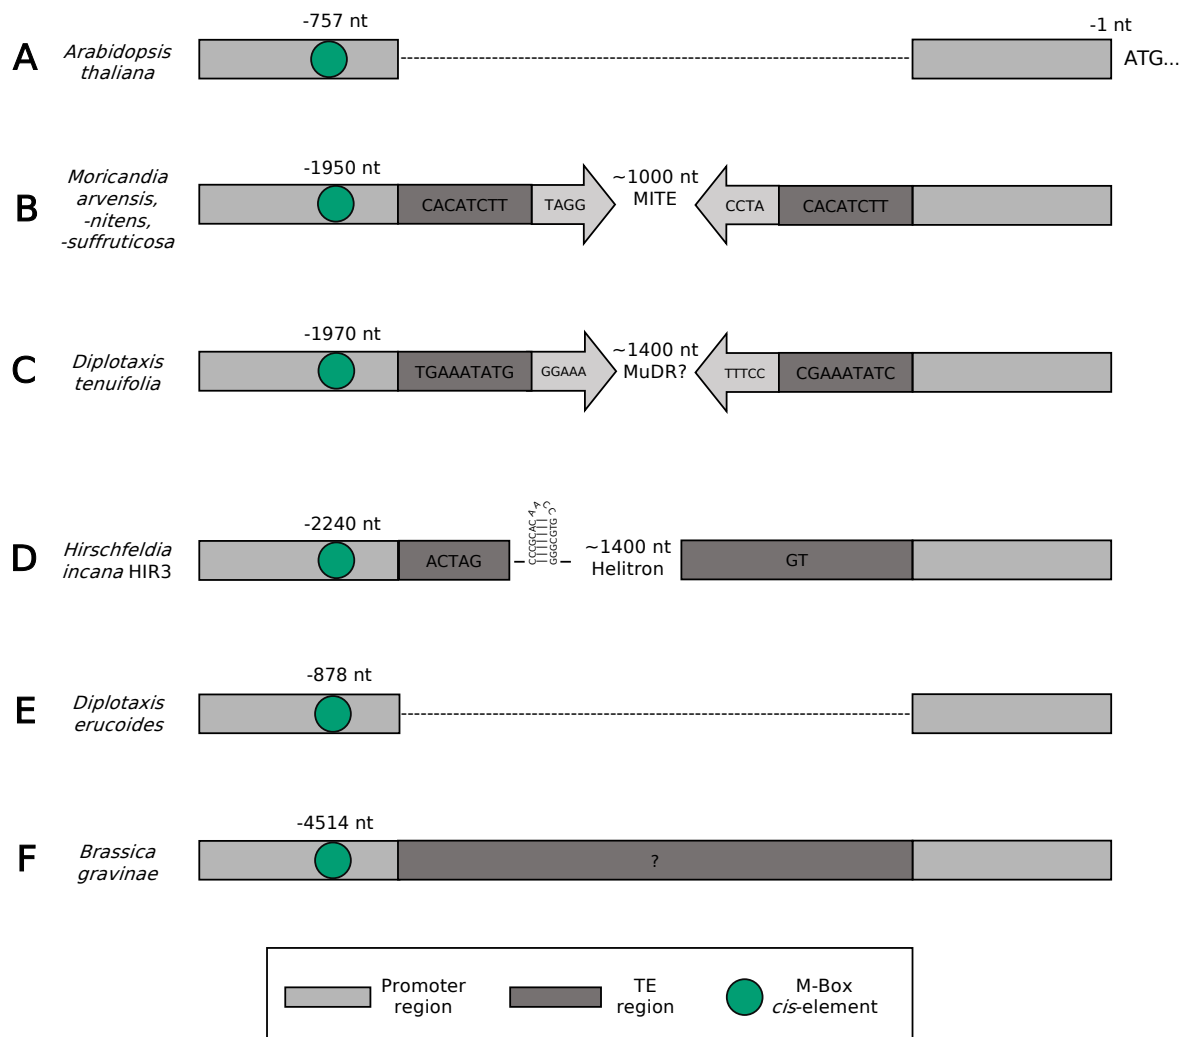 -757 nt
-1 nt
A
Arabidopsis
thaliana
ATG...
-1950 nt
B
Moricandia
arvensis,
-nitens,
-suffruticosa
CACATCTT
TAGG
~1000 nt
MITE
CCTA
CACATCTT
-1970 nt
C
Diplotaxis
tenuifolia
TGAAATATG
GGAAA
~1400 nt
MuDR?
TTTCC
CGAAATATC
-2240 nt
D
Hirschfeldia
incana HIR3
ACTAG
CCCGCAC
A
A
C
C
GGGCGTG
~1400 nt
Helitron
GT
-878 nt
E
Diplotaxis
erucoides
-4514 nt
F
Brassica
gravinae
?
Promoter
region
TE
region
M-Box
cis-element